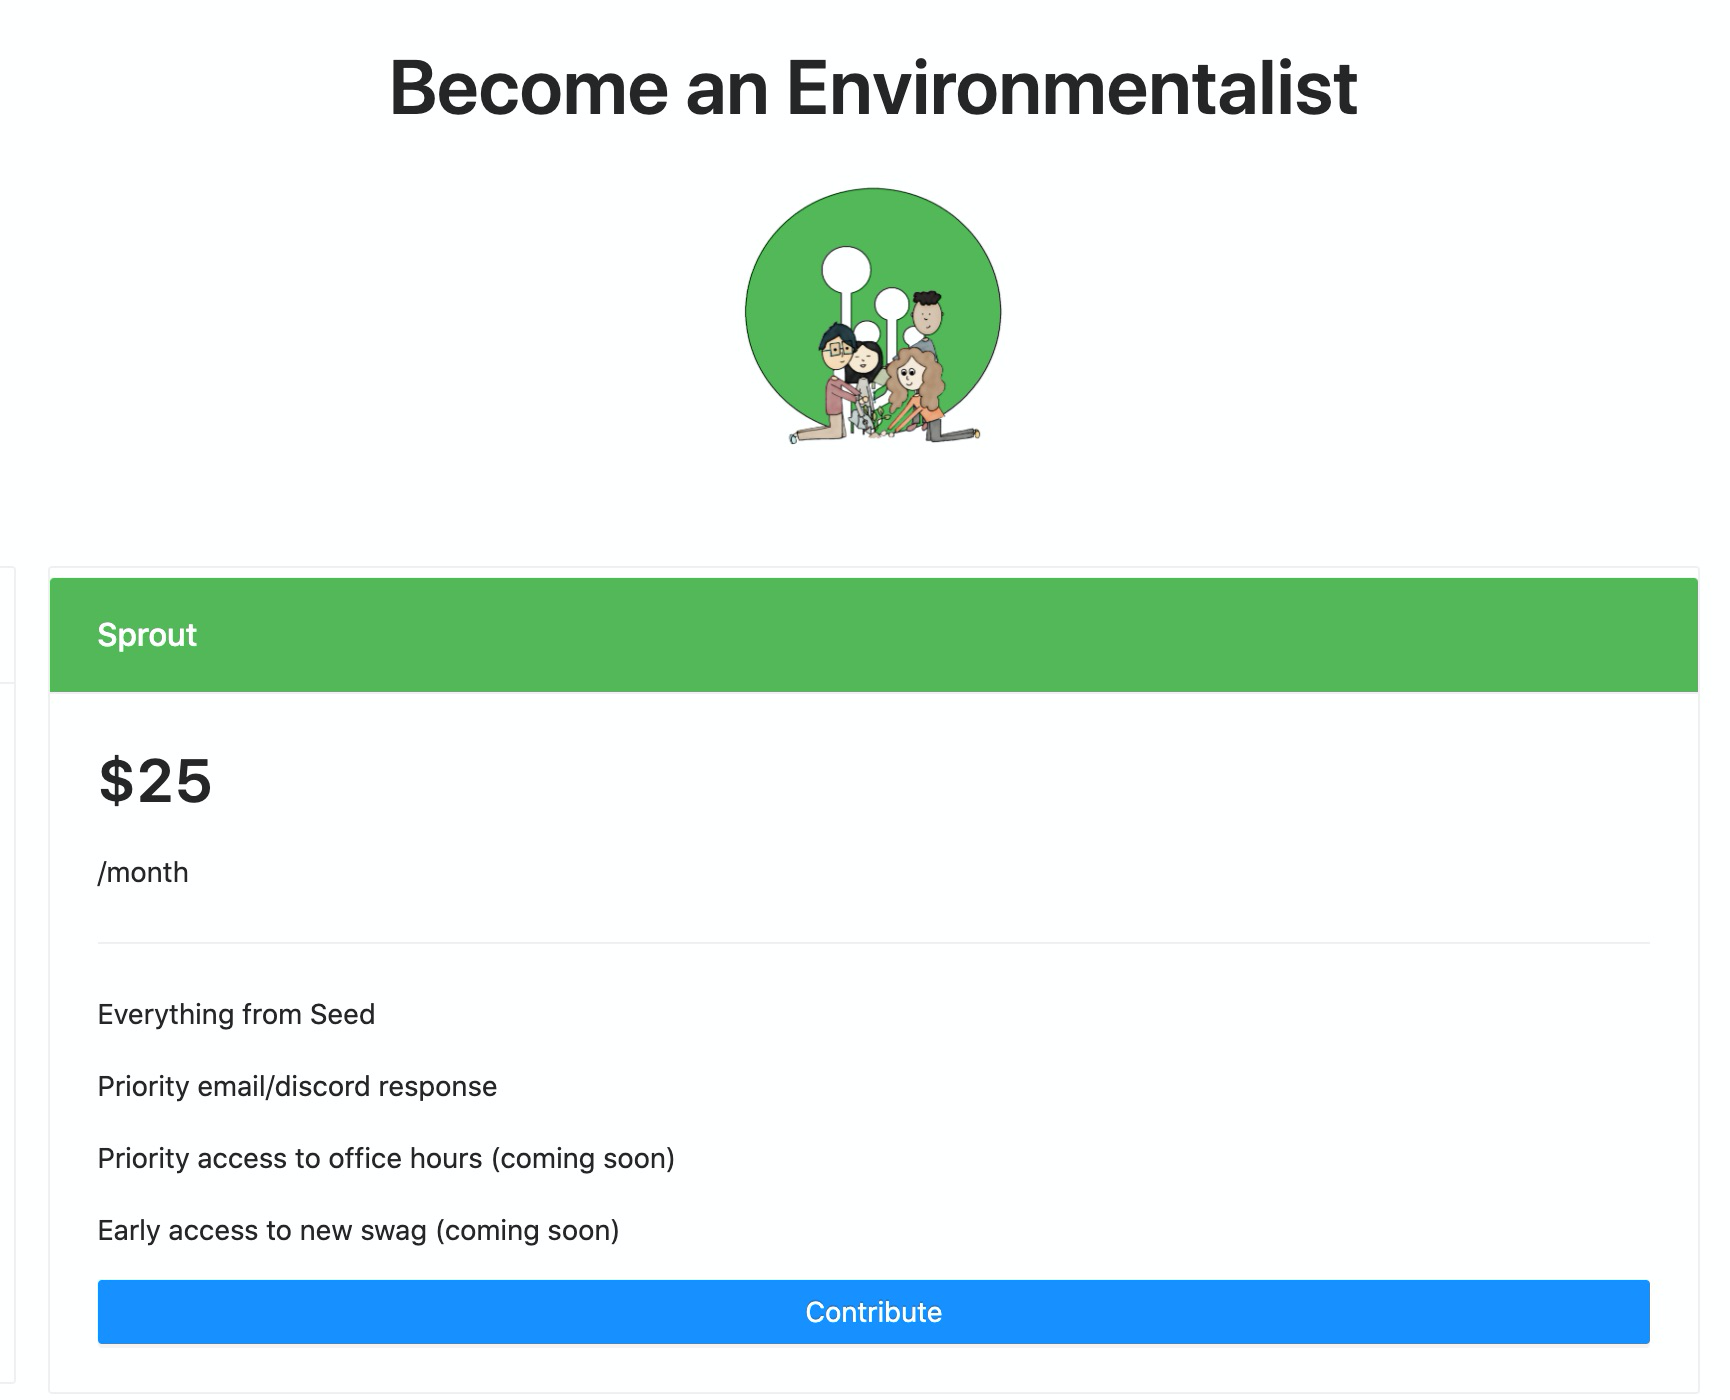 Become an Environmentalist
Sprout
$25
/month
Everything from Seed
Priority email/discord response
Priority access to office hours (coming soon)
Early access to new swag (coming soon)
Contribute